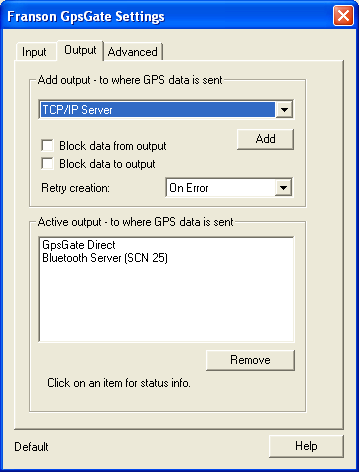 Franson GpsGate Settings
Input Output Advanced
Add output - to where GPS data is sent
TCP/IP Server
Add
Block data from output
Block data to output
Retry creation: On Error
Active output - to where GPS data is sent
GpsGate Direct
Bluetooth Server (SCN 25)
Remove
Click on an item for status info.
Default Help